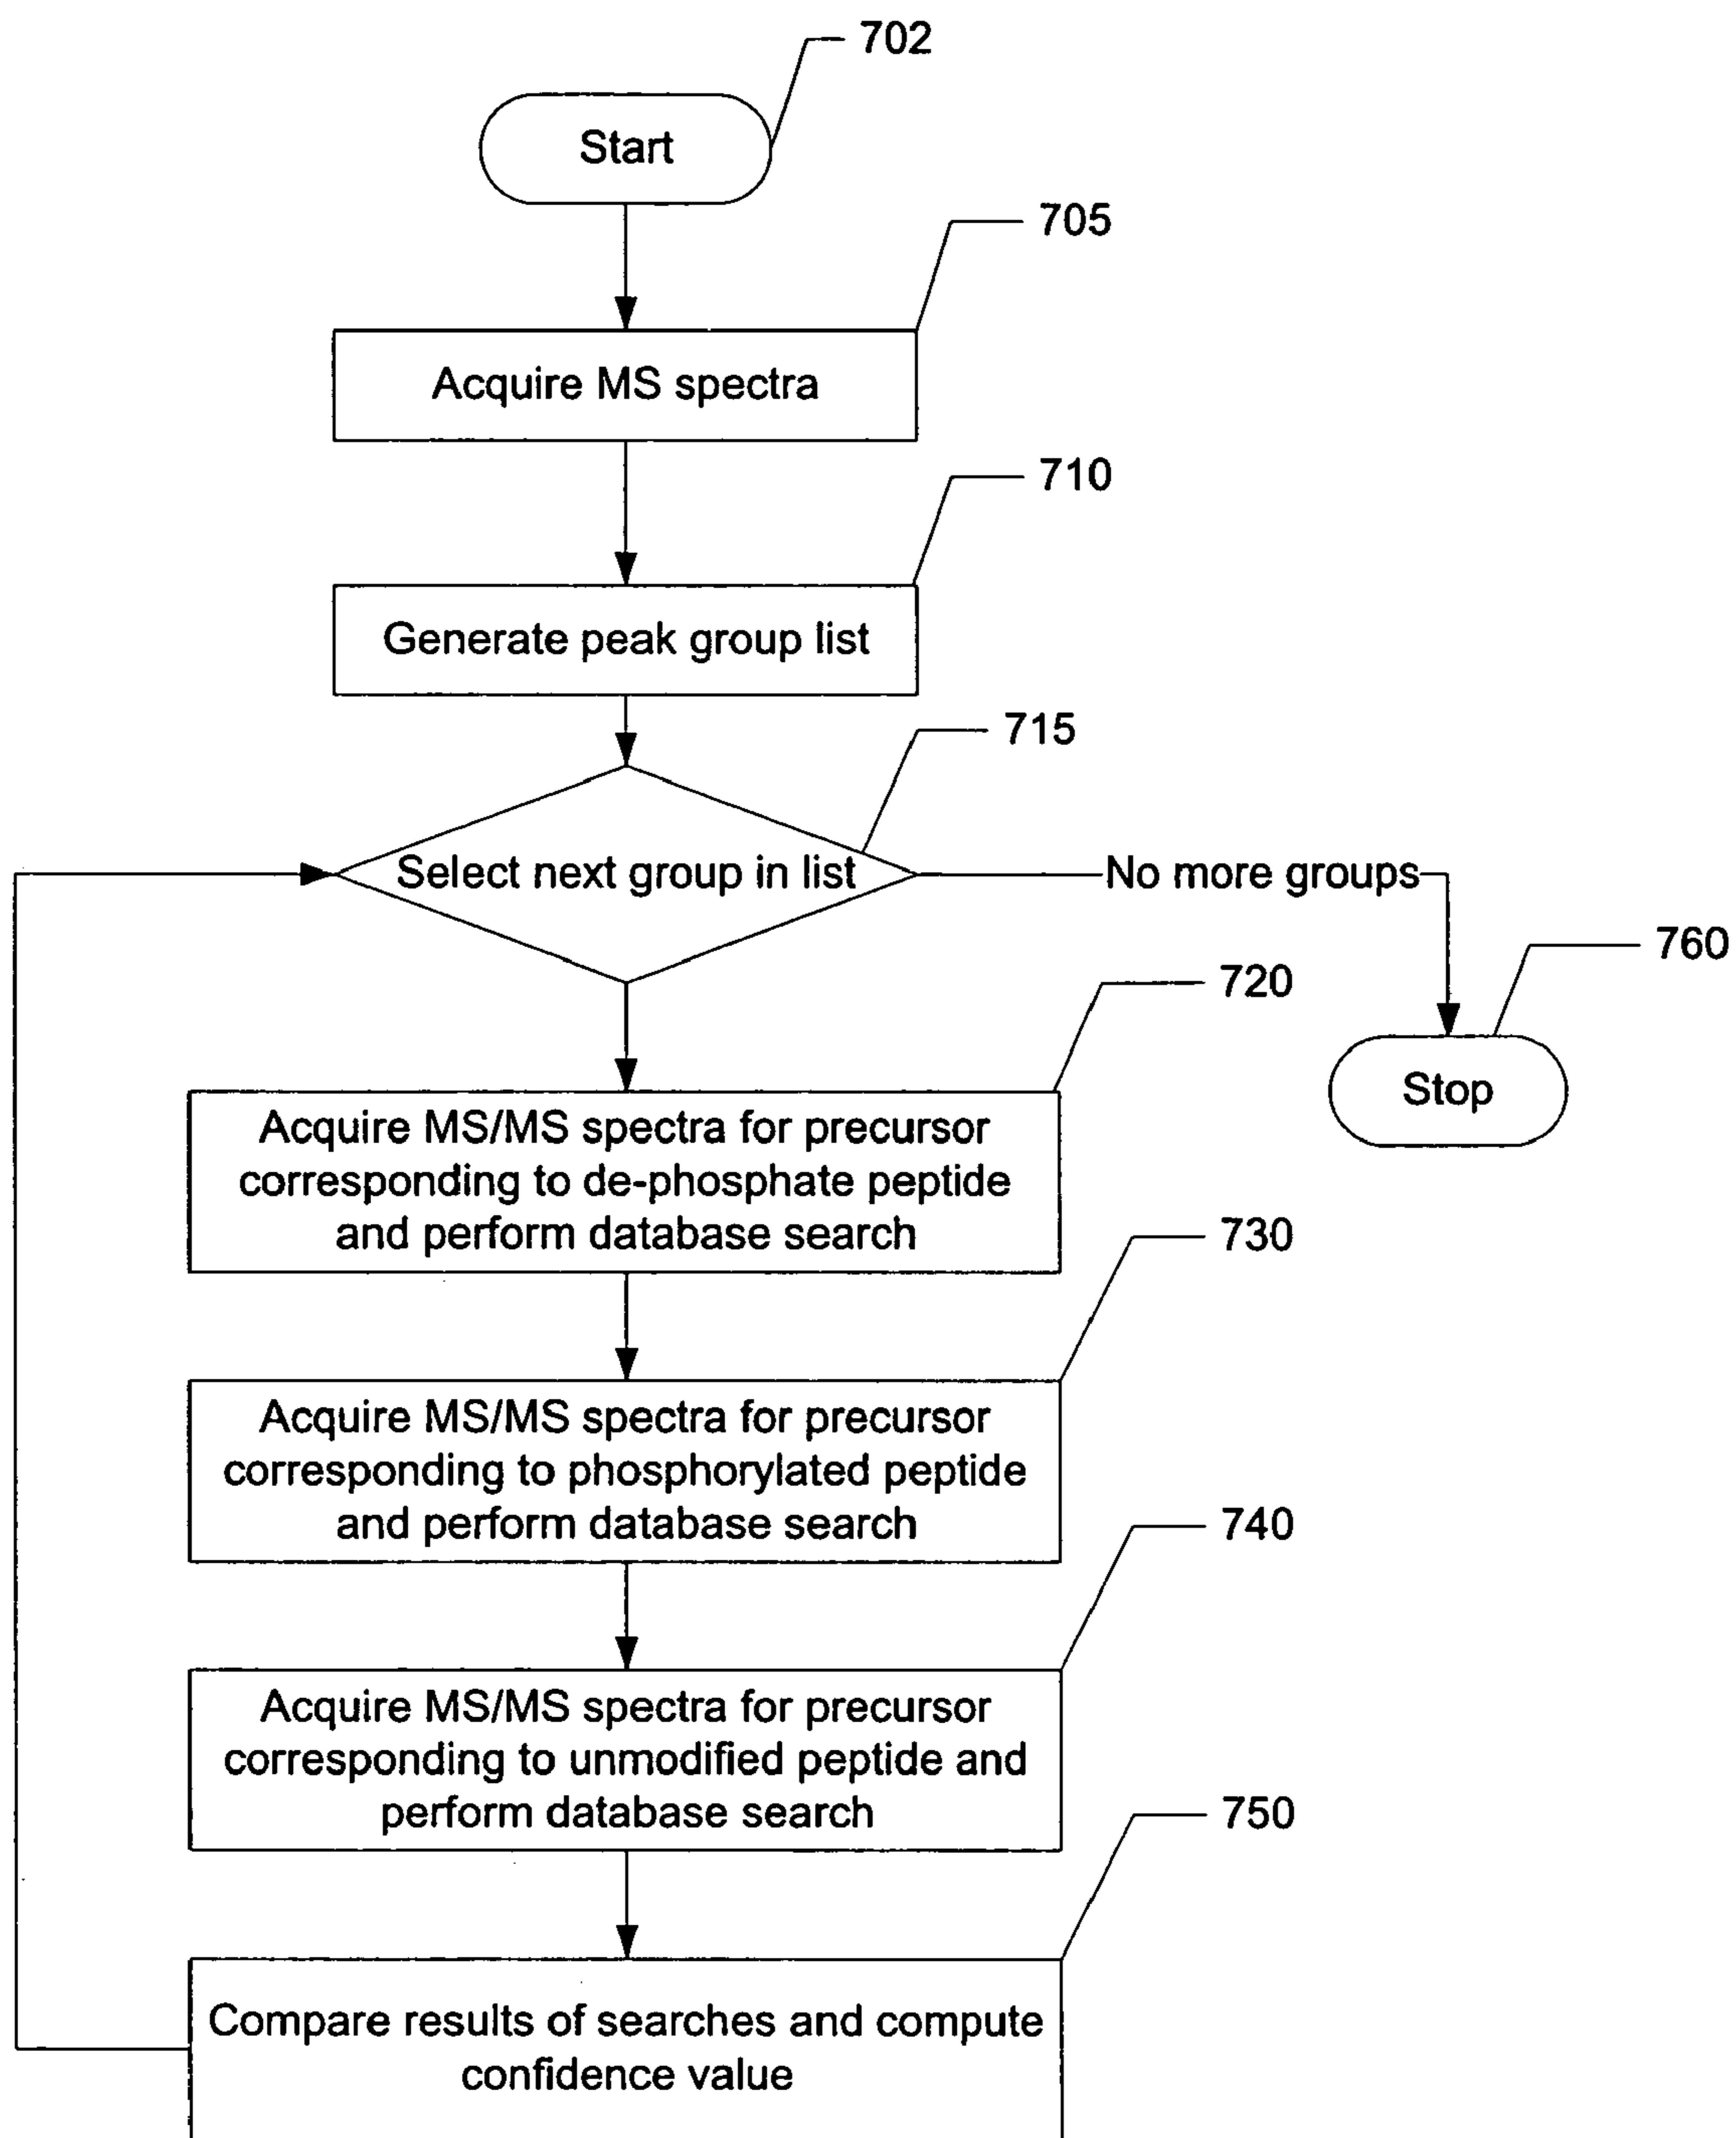 702
Start
705
Acquire MS spectra
710
Generate peak group list
715
Select next group in list
No more groups
760
Stop
720
Acquire MS/MS spectra for precursor
corresponding to de-phosphate peptide
and perform database search
730
Acquire MS/MS spectra for precursor
corresponding to phosphorylated peptide
and perform database search
740
Acquire MS/MS spectra for precursor
corresponding to unmodified peptide and
perform database search
750
Compare results of searches and compute
confidence value